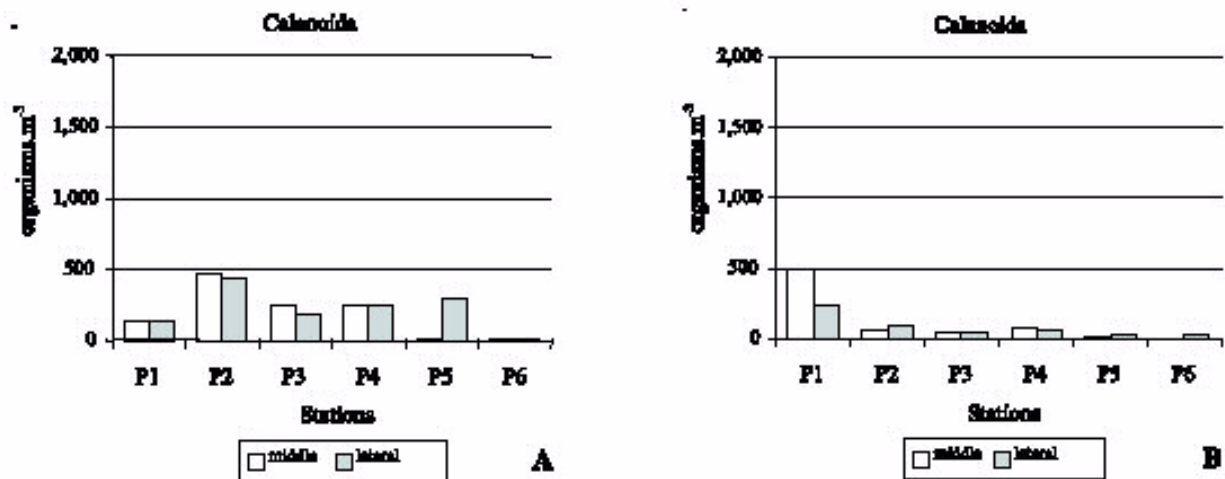 Calanoida
2,000
1,500
1,000
500
0
organisms.m-3
P1 P2 P3 P4 P5 P6
Stations
middle lateral
A
Calanoida
2,000
1,500
1,000
500
0
organisms.m-3
P1 P2 P3 P4 P5 P6
Stations
middle lateral
B